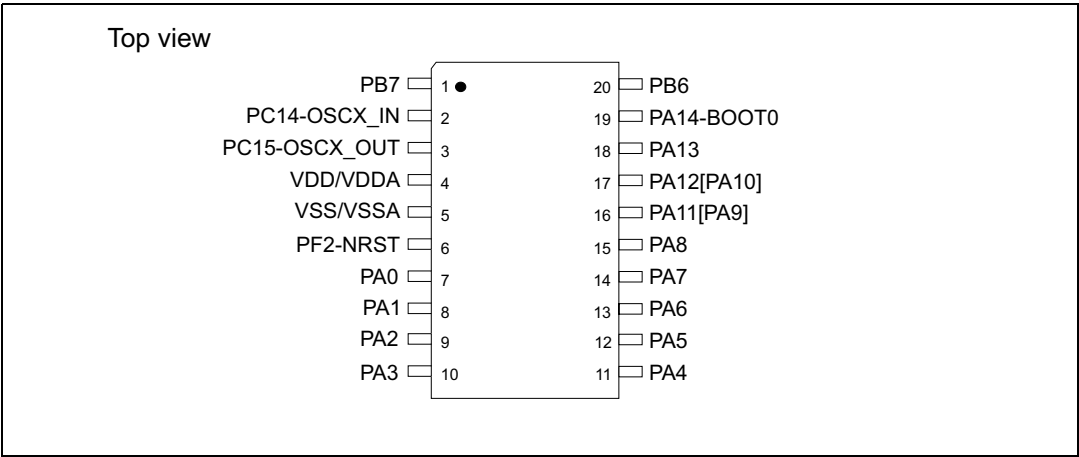 Top view
PB7 1 20 PB6
PC14-OSCX_IN 2 19 PA14-BOOT0
PC15-OSCX_OUT 3 18 PA13
VDD/VDDA 4 17 PA12[PA10]
VSS/VSSA 5 16 PA11[PA9]
PF2-NRST 6 15 PA8
PA0 7 14 PA7
PA1 8 13 PA6
PA2 9 12 PA5
PA3 10 11 PA4